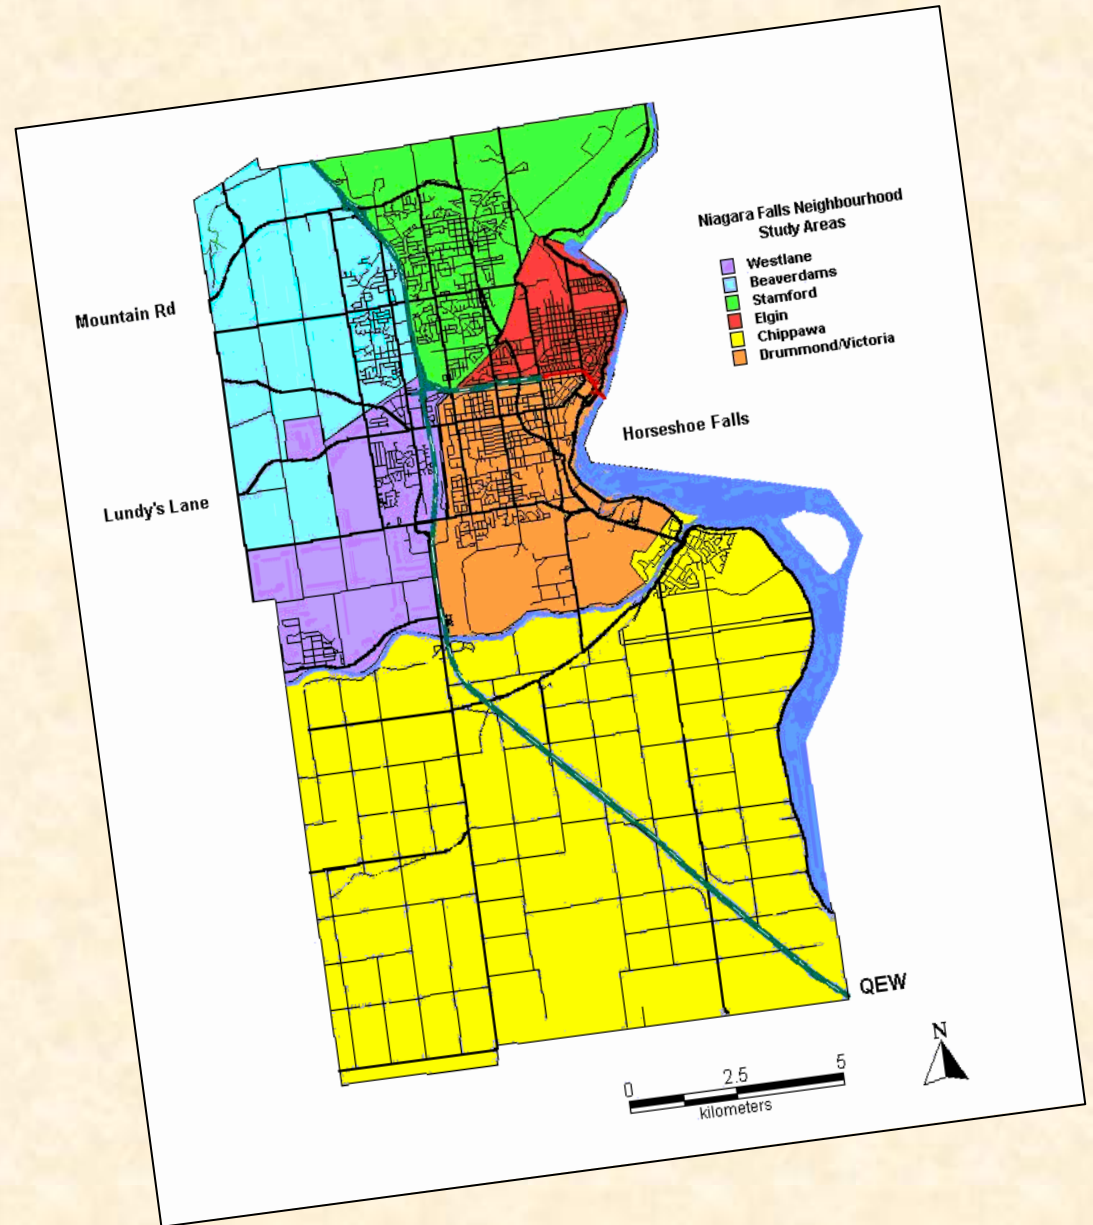 Niagara Falls Neighbourhood
Study Areas
Westlane
Beaverdams
Stamford
Elgin
Chippawa
Drummond/Victoria
Mountain Rd
Horseshoe Falls
Lundy's Lane
QEW
N
0 2.5 5
kilometers